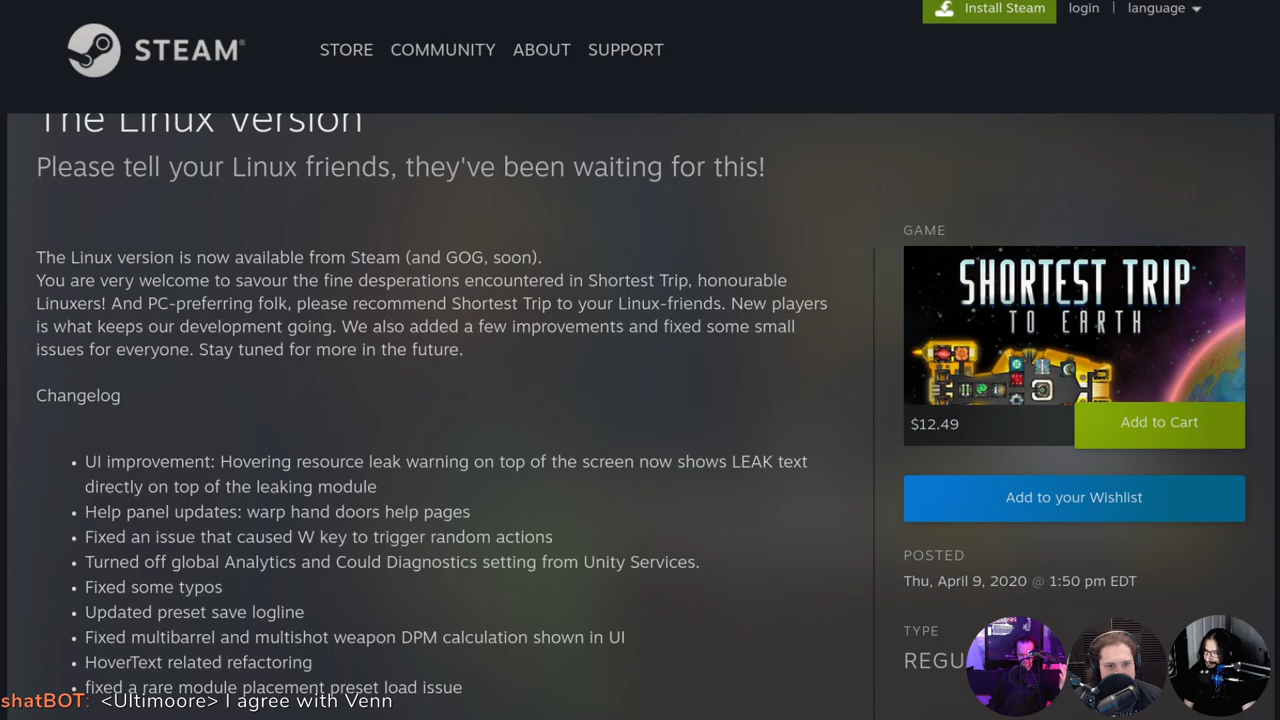 Install Steam
login
language
STEAM®
STORE
COMMUNITY
ABOUT
SUPPORT
The Linux version
Please tell your Linux friends, they've been waiting for this!
The Linux version is now available from Steam (and GOG, soon).
You are very welcome to savour the fine desperations encountered in Shortest Trip, honourable
Linuxers! And PC-preferring folk, please recommend Shortest Trip to your Linux-friends. New players
is what keeps our development going. We also added a few improvements and fixed some small
issues for everyone. Stay tuned for more in the future.
Changelog
• UI improvement: Hovering resource leak warning on top of the screen now shows LEAK text
directly on top of the leaking module
• Help panel updates: warp hand doors help pages
• Fixed an issue that caused W key to trigger random actions
• Turned off global Analytics and Could Diagnostics setting from Unity Services.
• Fixed some typos
• Updated preset save logline
• Fixed multibarrel and multishot weapon DPM calculation shown in UI
• HoverText related refactoring
• fixed a rare module placement preset load issue
GAME
SHORTEST TRIP
TO EARTH
$12.49
Add to Cart
Add to your Wishlist
POSTED
Thu, April 9, 2020 @ 1:50 pm EDT
TYPE
REGU
shatBOT: <Ultimoore> I agree with Venn